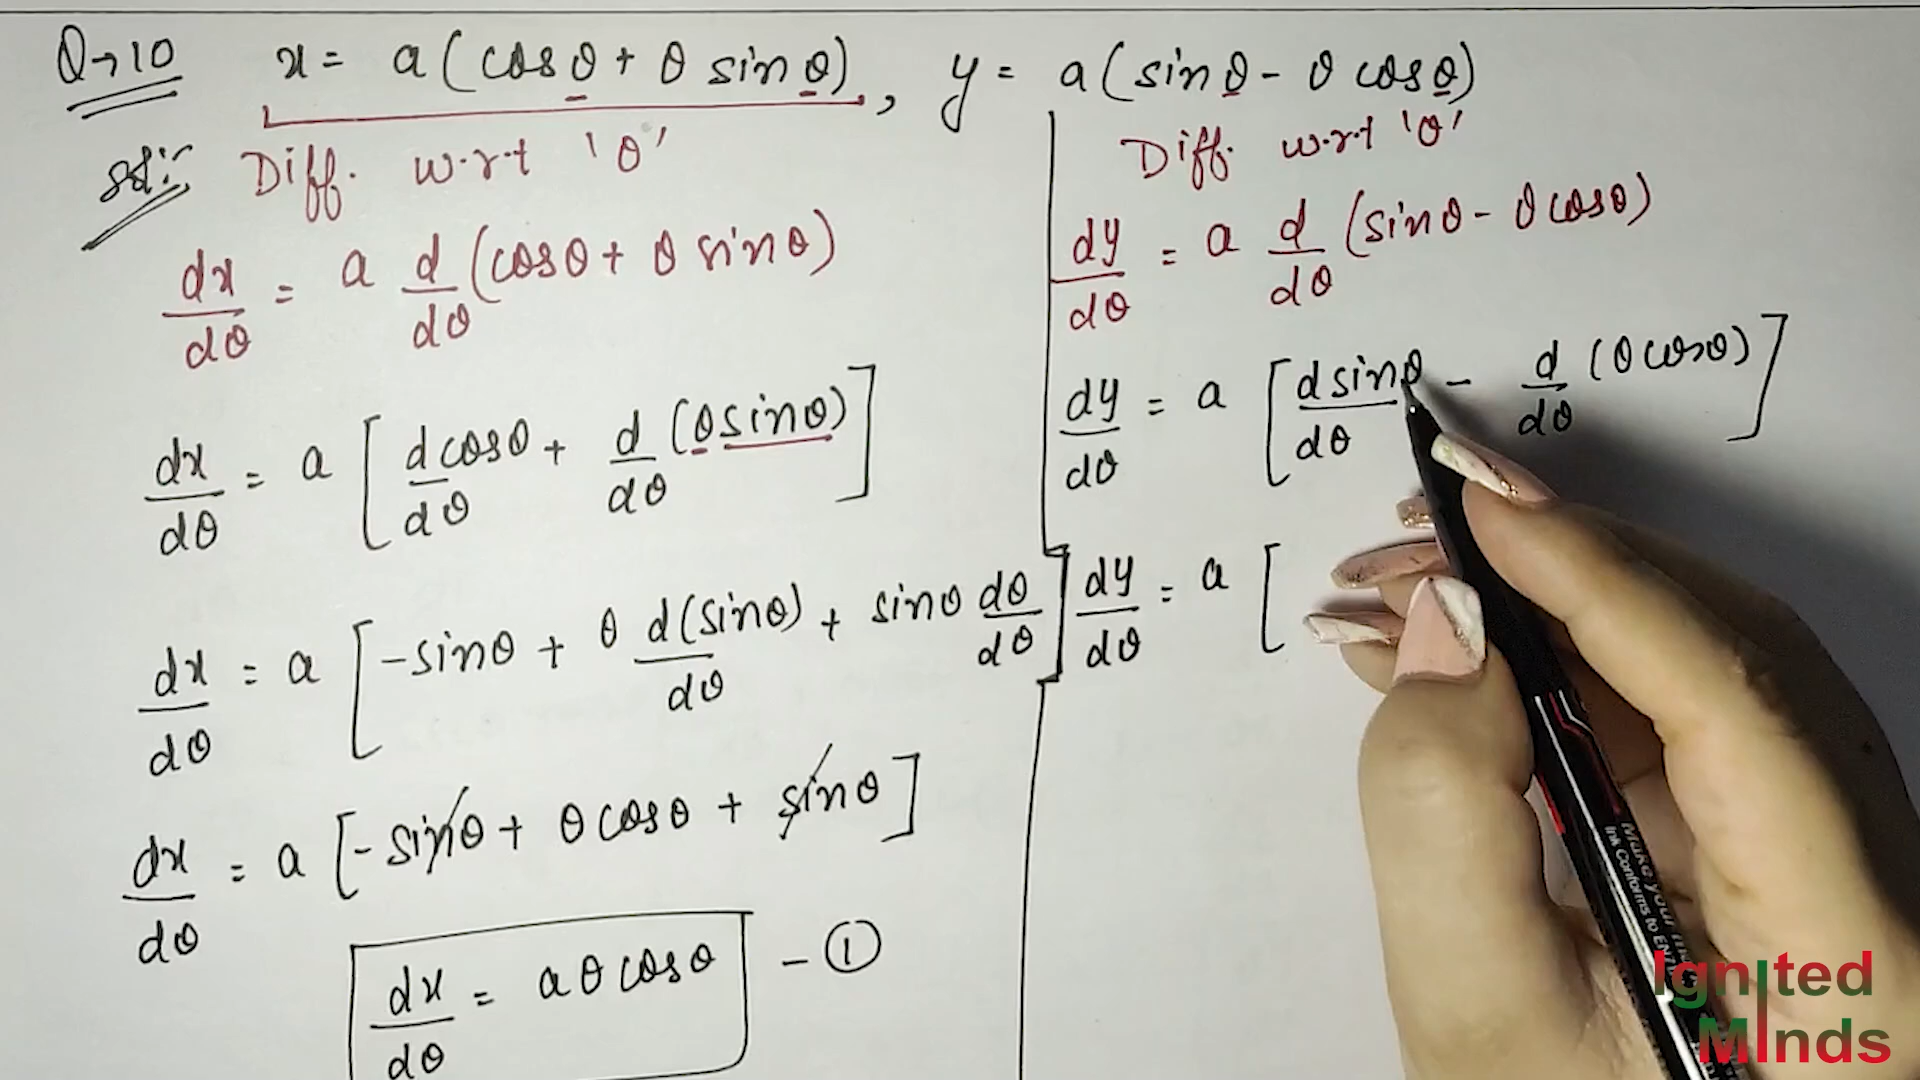 Q→10 x = a(cosθ + θ sinθ), y = a(sinθ - θ cosθ)
Sol:- Diff. w.r.t 'θ'
dx/dθ = a d/dθ (cosθ + θ sinθ)
dx/dθ = a [d cosθ/dθ + d/dθ (θ sinθ)]
dx/dθ = a [-sinθ + θ d(sinθ)/dθ + sinθ dθ/dθ]
dx/dθ = a [-sinθ + θ cosθ + sinθ]
dx/dθ = aθ cosθ - ①
Diff. w.r.t 'θ'
dy/dθ = a d/dθ (sinθ - θ cosθ)
dy/dθ = a [d sinθ/dθ - d/dθ (θ cosθ)]
dy/dθ = a [
Ignited
Minds